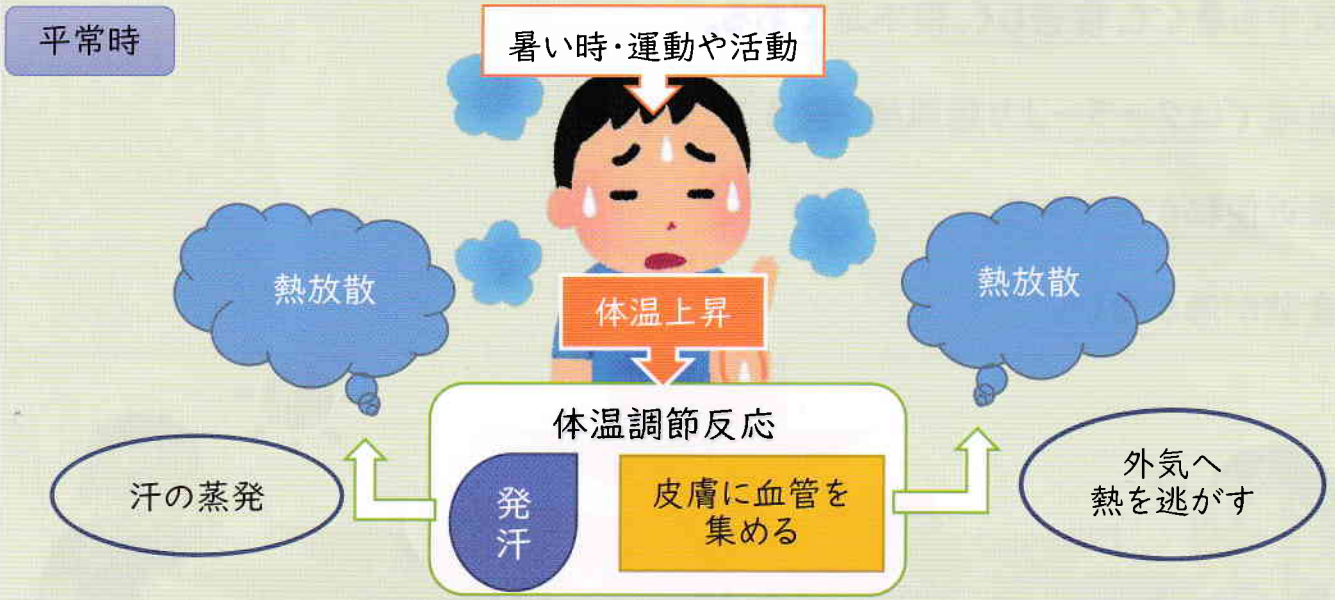 平常時
暑い時・運動や活動
熱放散
熱放散
体温上昇
体温調節反応
汗の蒸発
発
汗
皮膚に血管を
集める
外気へ
熱を逃がす